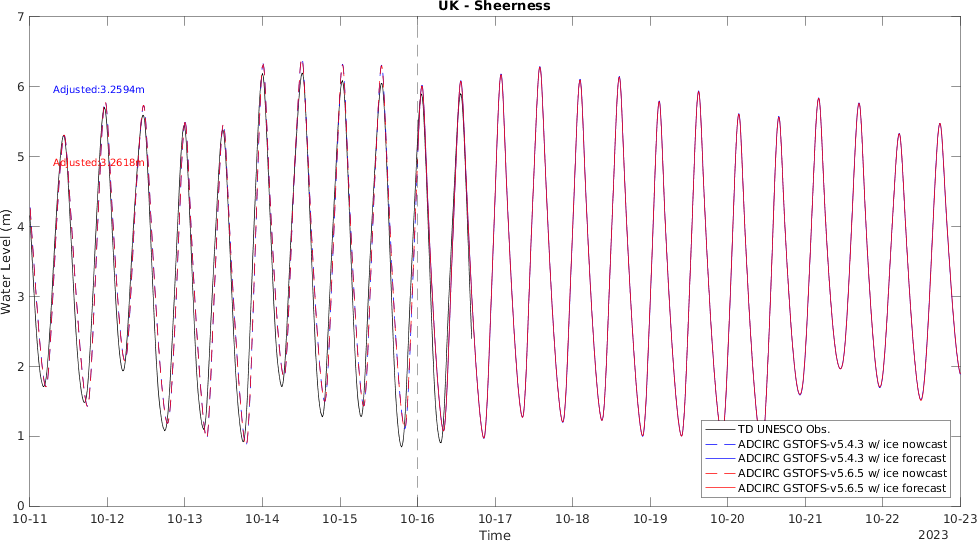 UK - Sheerness
7
6
5
4
3
2
1
0
Water Level (m)
Adjusted:3.2594m
Adjusted:3.2618m
TD UNESCO Obs.
ADCIRC GSTOFS-v5.4.3 w/ ice nowcast
ADCIRC GSTOFS-v5.4.3 w/ ice forecast
ADCIRC GSTOFS-v5.6.5 w/ ice nowcast
ADCIRC GSTOFS-v5.6.5 w/ ice forecast
10-11 10-12 10-13 10-14 10-15 10-16 10-17 10-18 10-19 10-20 10-21 10-22 10-23
Time
2023